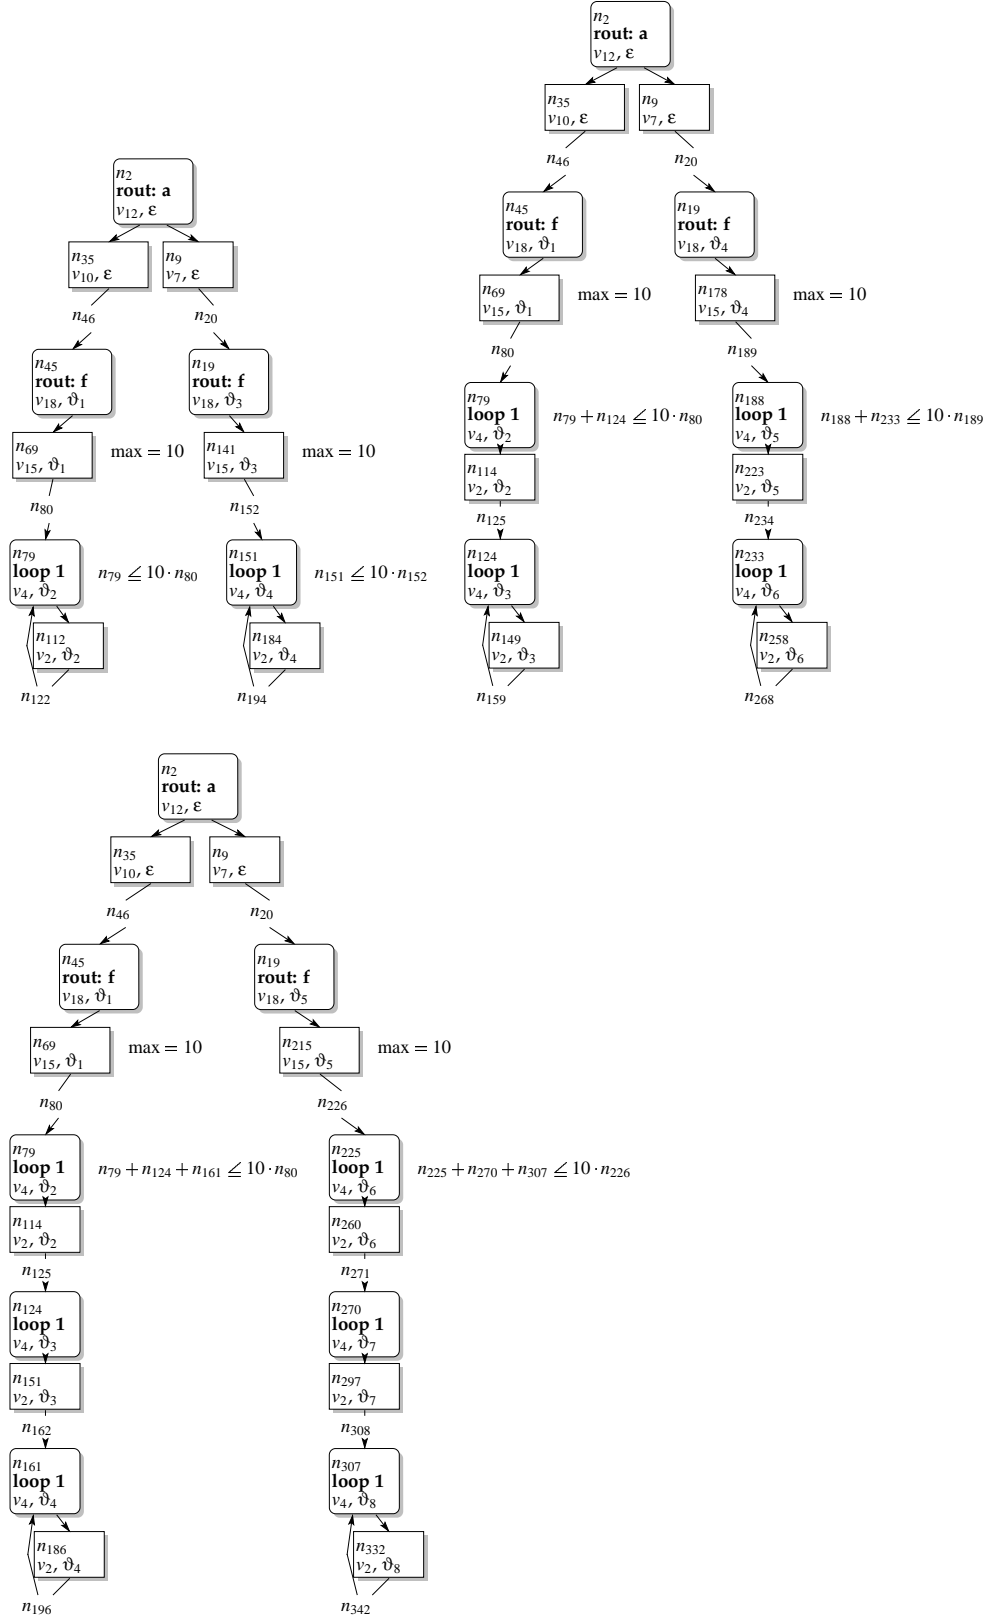 n2
rout: a
v12, ε
n35
v10, ε
n9
v7, ε
n46
n20
n45
rout: f
v18, ϑ1
n19
rout: f
v18, ϑ3
n69
v15, ϑ1
max = 10
n141
v15, ϑ3
max = 10
n80
n152
n79
loop 1
v4, ϑ2
n79 ≦ 10 · n80
n151
loop 1
v4, ϑ4
n151 ≦ 10 · n152
n112
v2, ϑ2
n184
v2, ϑ4
n122
n194
n2
rout: a
v12, ε
n35
v10, ε
n9
v7, ε
n46
n20
n45
rout: f
v18, ϑ1
n19
rout: f
v18, ϑ4
n69
v15, ϑ1
max = 10
n178
v15, ϑ4
max = 10
n80
n189
n79
loop 1
v4, ϑ2
n79 + n124 ≦ 10 · n80
n188
loop 1
v4, ϑ5
n188 + n233 ≦ 10 · n189
n114
v2, ϑ2
n223
v2, ϑ5
n125
n234
n124
loop 1
v4, ϑ3
n233
loop 1
v4, ϑ6
n149
v2, ϑ3
n258
v2, ϑ6
n159
n268
n2
rout: a
v12, ε
n35
v10, ε
n9
v7, ε
n46
n20
n45
rout: f
v18, ϑ1
n19
rout: f
v18, ϑ5
n69
v15, ϑ1
max = 10
n215
v15, ϑ5
max = 10
n80
n226
n79
loop 1
v4, ϑ2
n79 + n124 + n161 ≦ 10 · n80
n225
loop 1
v4, ϑ6
n225 + n270 + n307 ≦ 10 · n226
n114
v2, ϑ2
n260
v2, ϑ6
n125
n271
n124
loop 1
v4, ϑ3
n270
loop 1
v4, ϑ7
n151
v2, ϑ3
n297
v2, ϑ7
n162
n308
n161
loop 1
v4, ϑ4
n307
loop 1
v4, ϑ8
n186
v2, ϑ4
n332
v2, ϑ8
n196
n342